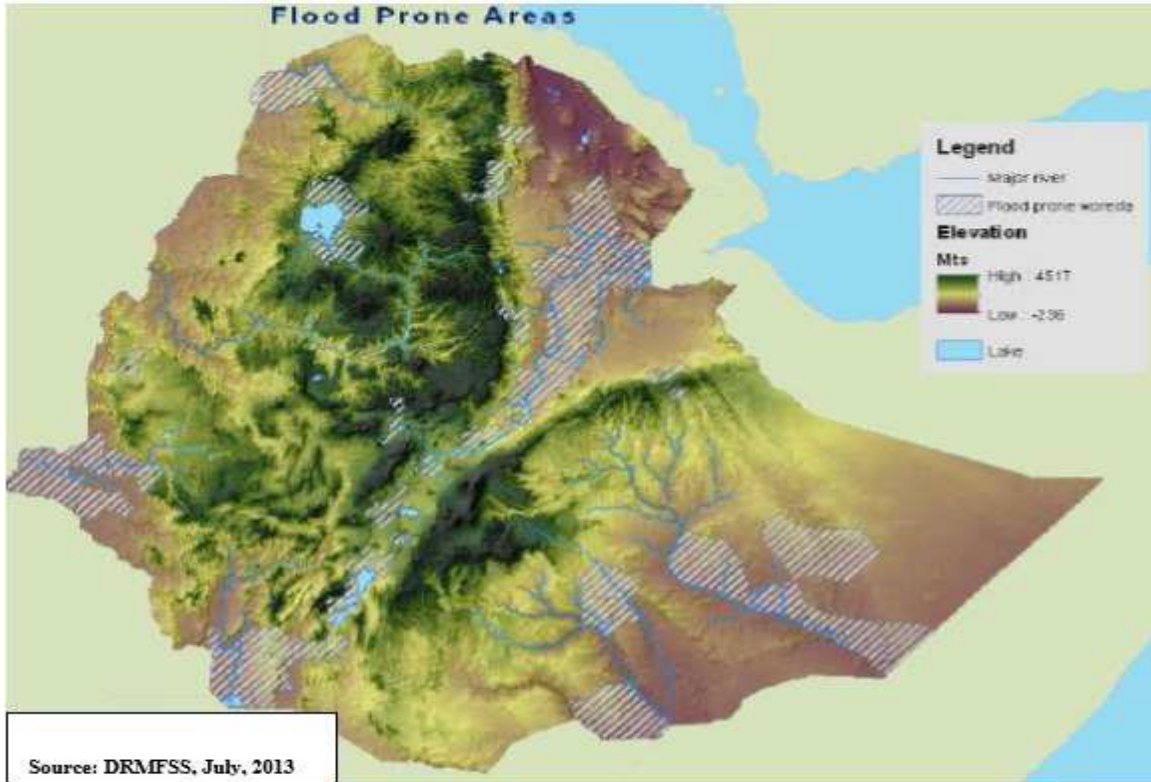 Flood Prone Areas
Legend
Major river
Flood prone woreda
Elevation
Mts
High : 4517
Low : -236
Lake
Source: DRMFSS, July, 2013